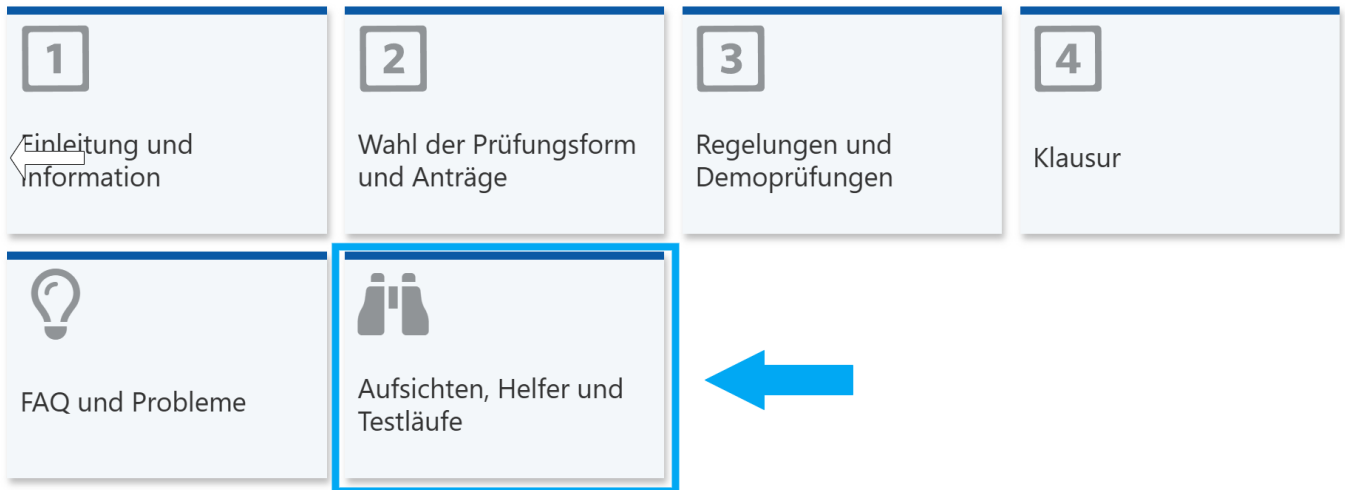 1
Einleitung und
Information
2
Wahl der Prüfungsform
und Anträge
3
Regelungen und
Demoprüfungen
4
Klausur
FAQ und Probleme
Aufsichten, Helfer und
Testläufe